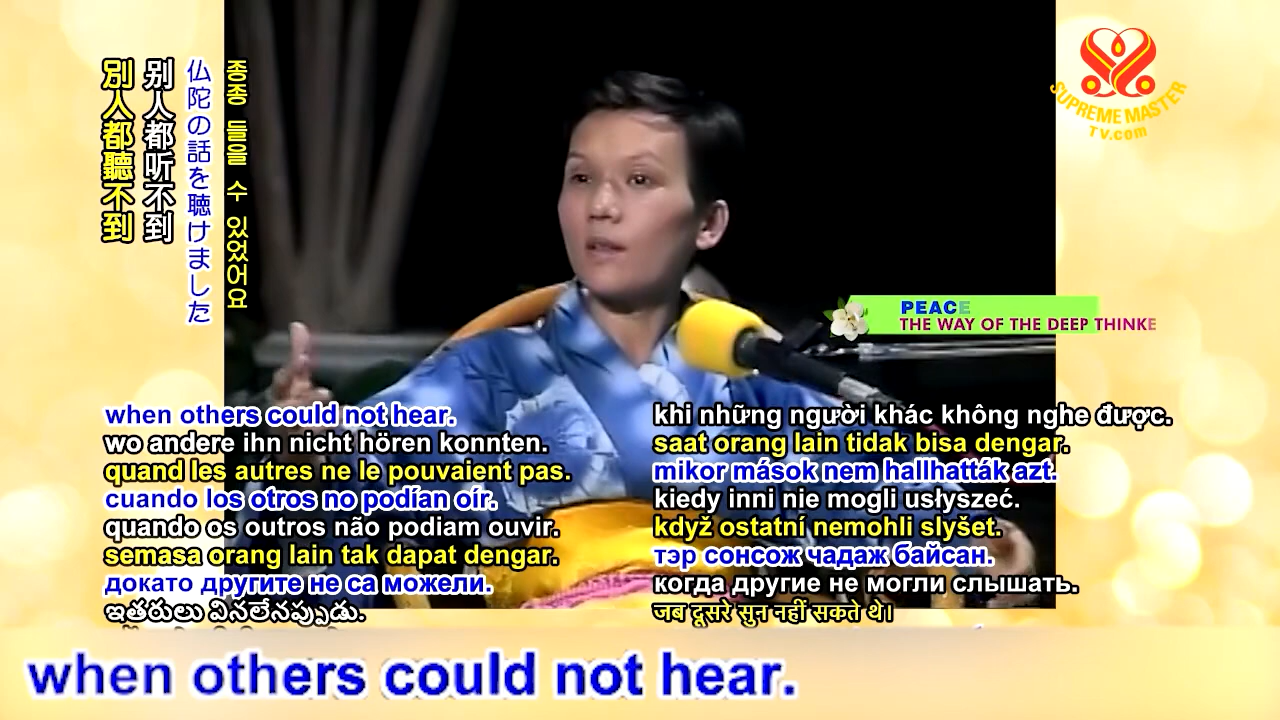 別人都聽不到
别人都听不到
仏陀の話を聴けました
종종 들을 수 있었어요
SUPREME MASTER
TV.com
PEACE
THE WAY OF THE DEEP THINKE
when others could not hear.
wo andere ihn nicht hören konnten.
quand les autres ne le pouvaient pas.
cuando los otros no podían oír.
quando os outros não podiam ouvir.
semasa orang lain tak dapat dengar.
докато другите не са можели.
ఇతరులు వినలేనప్పుడు.
khi những người khác không nghe được.
saat orang lain tidak bisa dengar.
mikor mások nem hallhatták azt.
kiedy inni nie mogli usłyszeć.
když ostatní nemohli slyšet.
тэр сонсож чадаж байсан.
когда другие не могли слышать.
जब दूसरे सुन नहीं सकते थे।
when others could not hear.